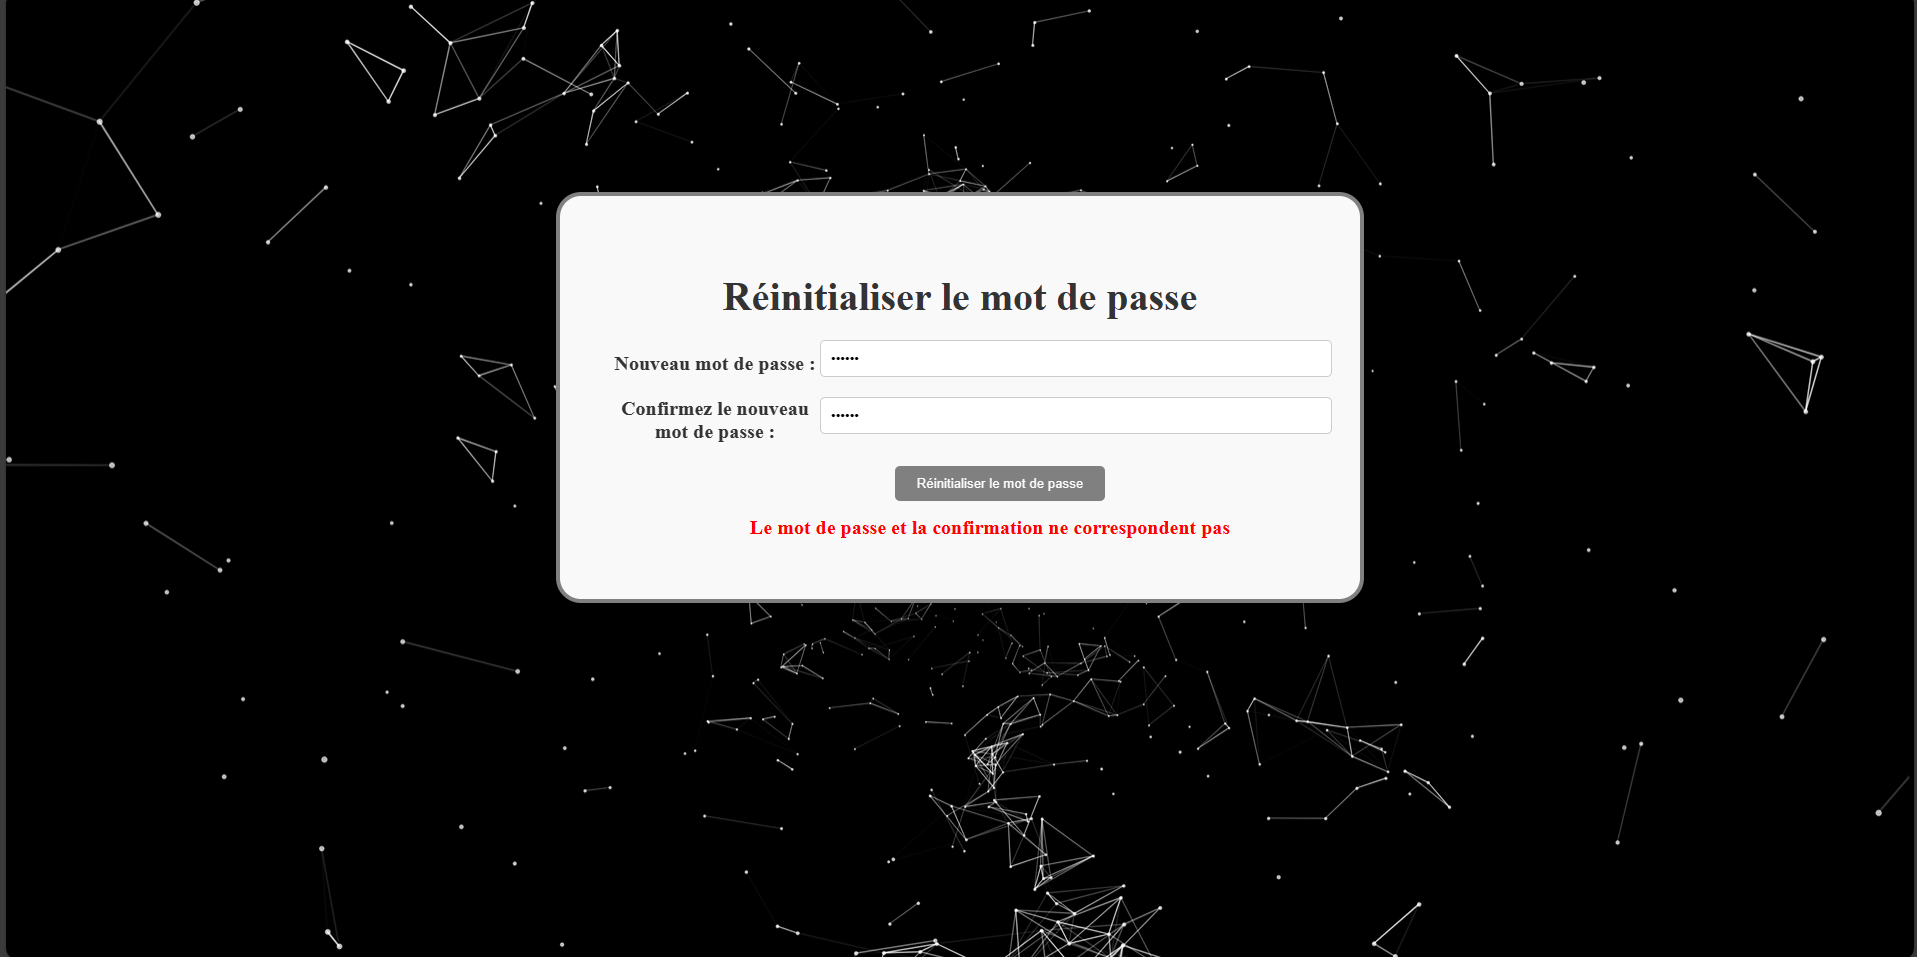 Réinitialiser le mot de passe
Nouveau mot de passe : ••••••
Confirmez le nouveau
mot de passe : ••••••
Réinitialiser le mot de passe
Le mot de passe et la confirmation ne correspondent pas